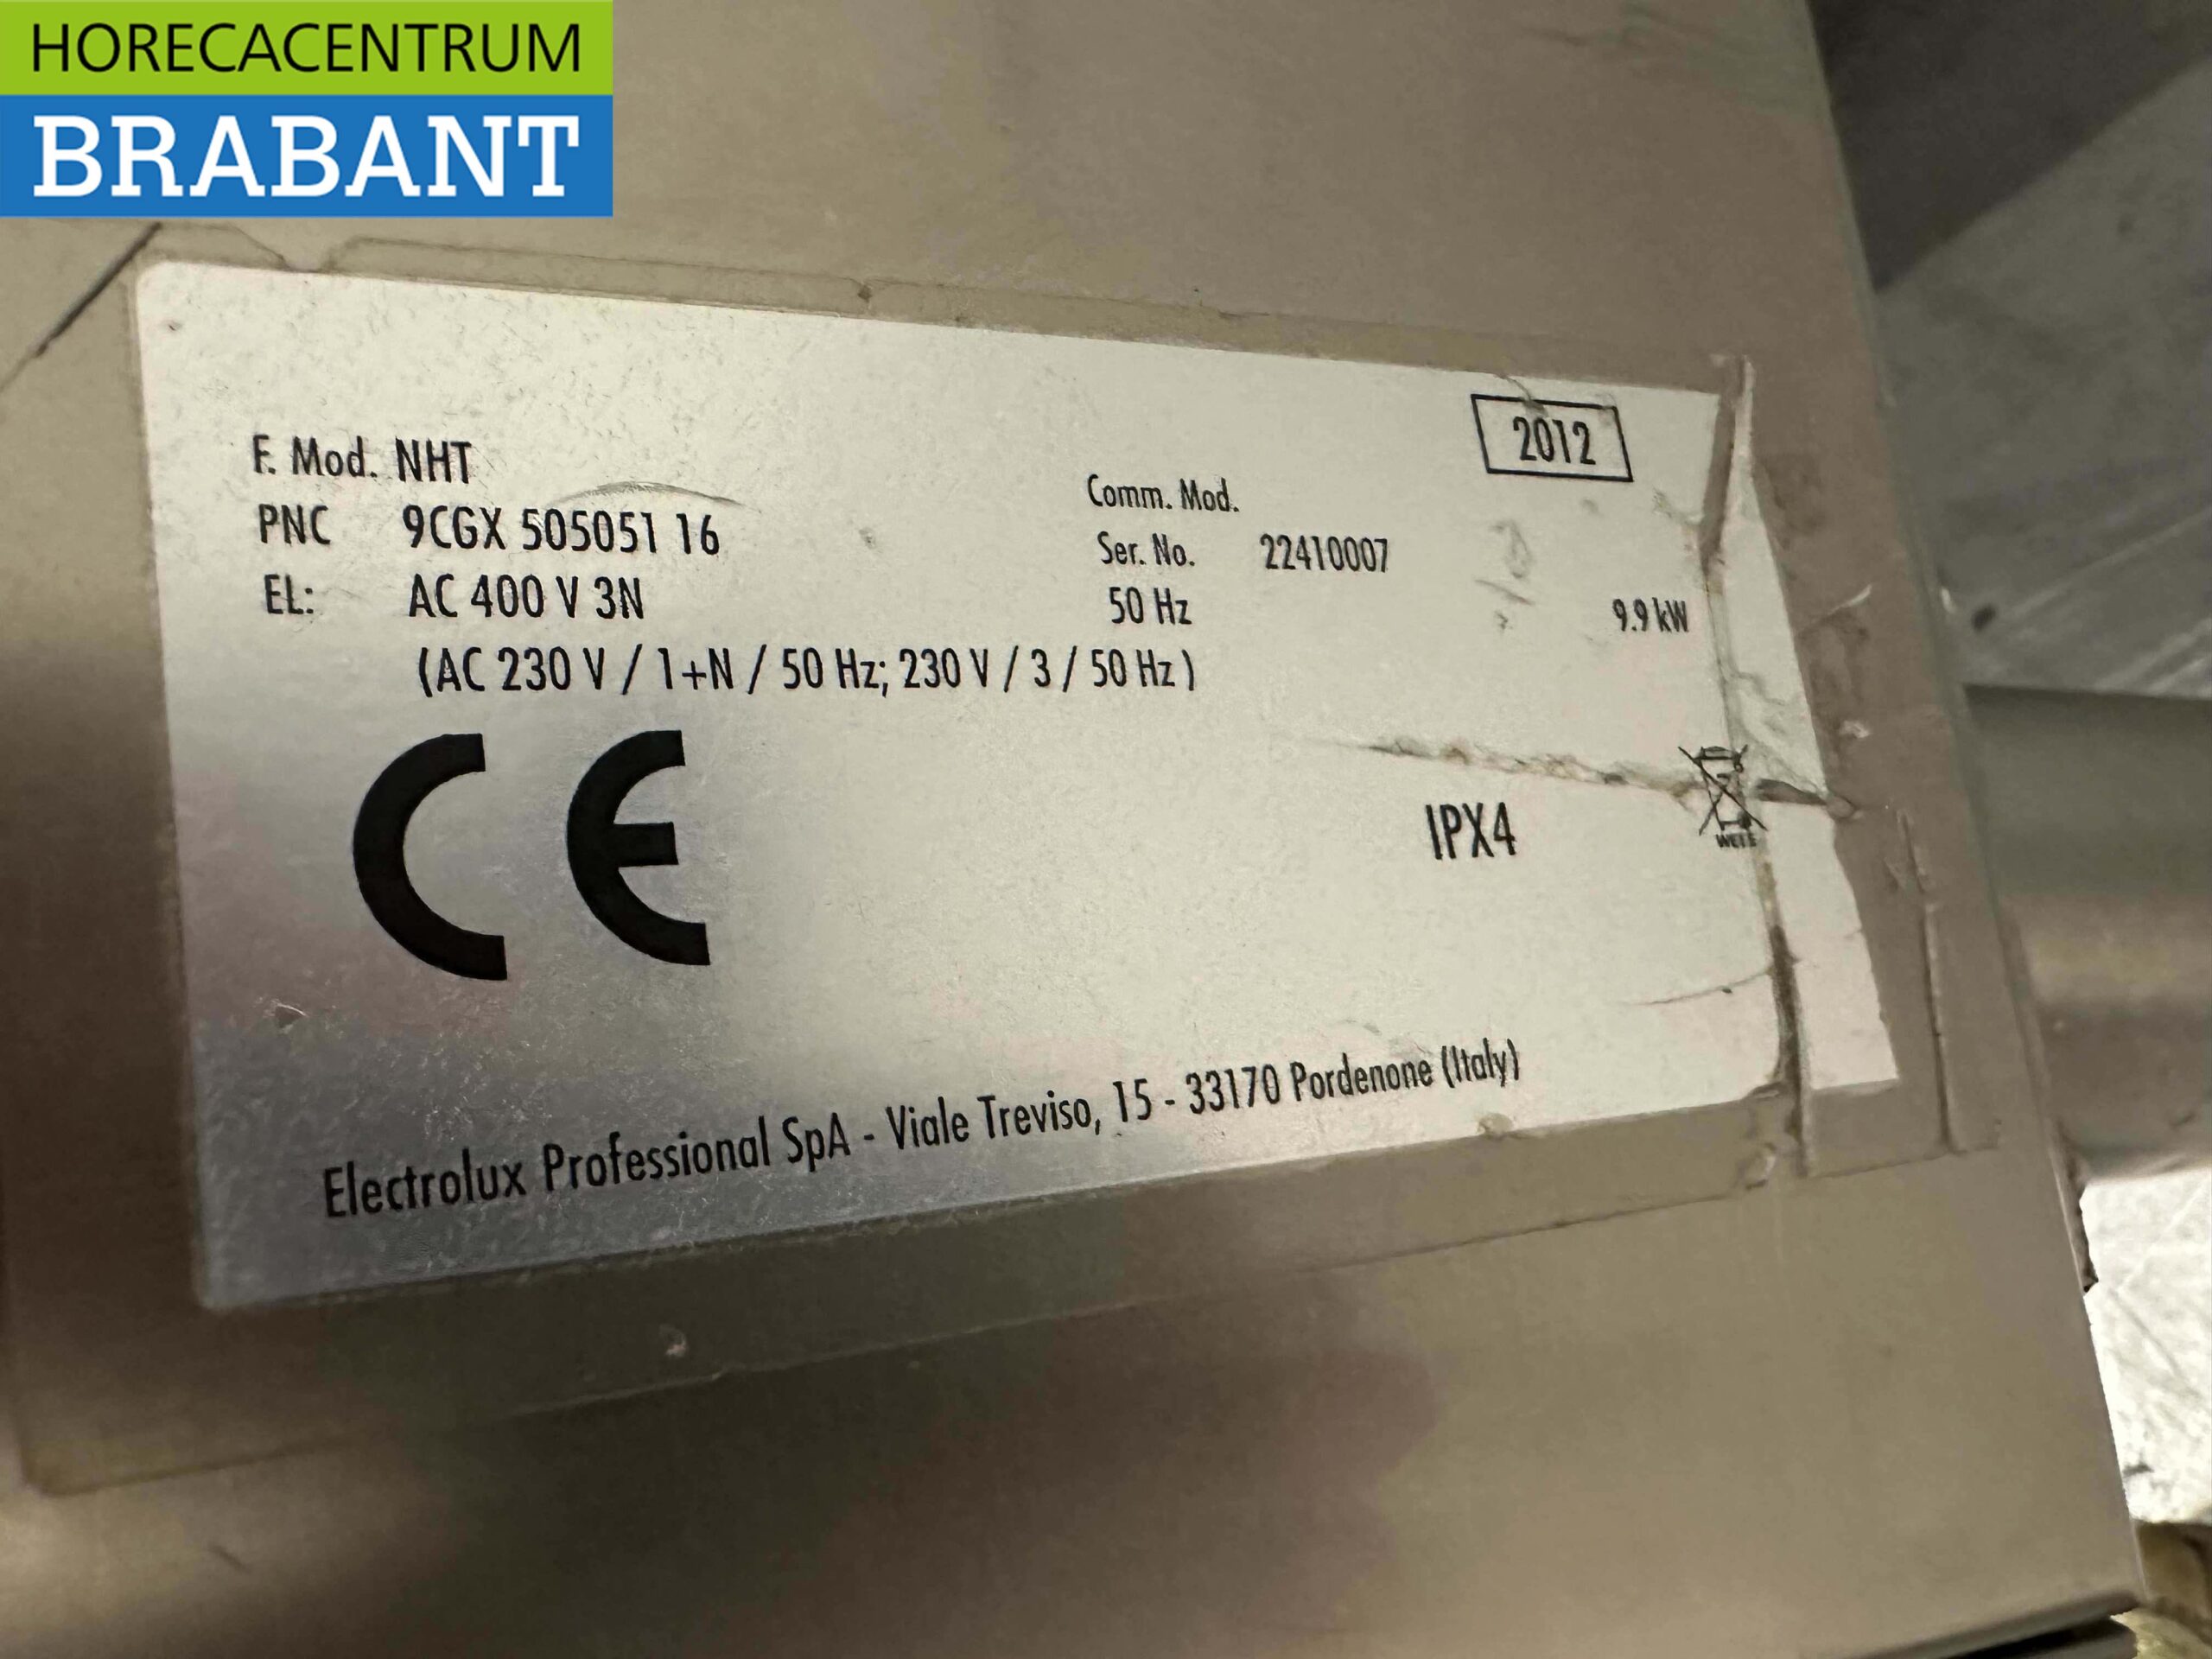 HORECACENTRUM
BRABANT
2012
F. Mod. NHT
Comm. Mod.
PNC 9CGX 505051 16
Ser. No. 22410007
EL: AC 400 V 3N 50 Hz 9.9 kW
(AC 230 V / 1+N / 50 Hz; 230 V / 3 / 50 Hz )
CE
IPX4
WEEE
Electrolux Professional SpA - Viale Treviso, 15 - 33170 Pordenone (Italy)